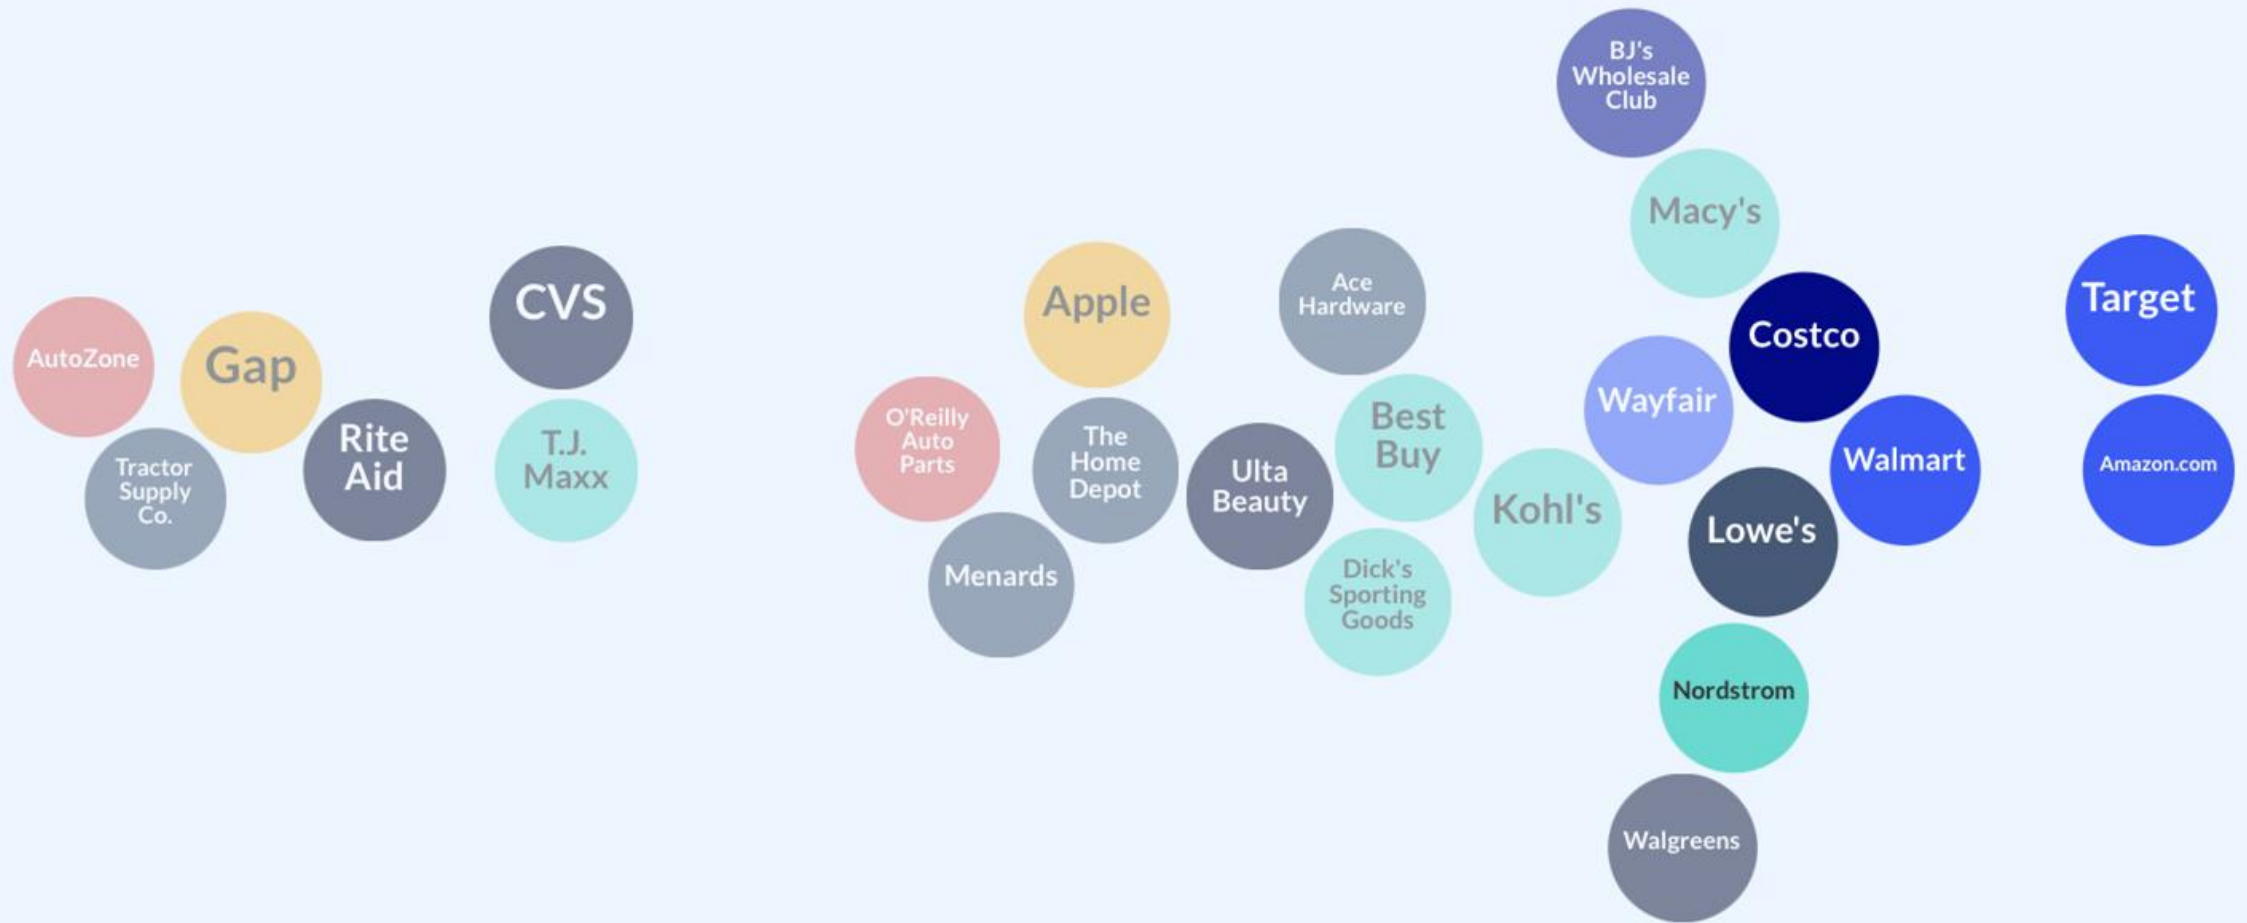 BJ's
Wholesale
Club
Macy's
CVS
Apple
Ace
Hardware
Target
Costco
AutoZone
Gap
Wayfair
O'Reilly
Auto
Parts
Best
Buy
Rite
Aid
T.J.
Maxx
The
Home
Depot
Walmart
Amazon.com
Tractor
Supply
Co.
Ulta
Beauty
Kohl's
Lowe's
Menards
Dick's
Sporting
Goods
Nordstrom
Walgreens